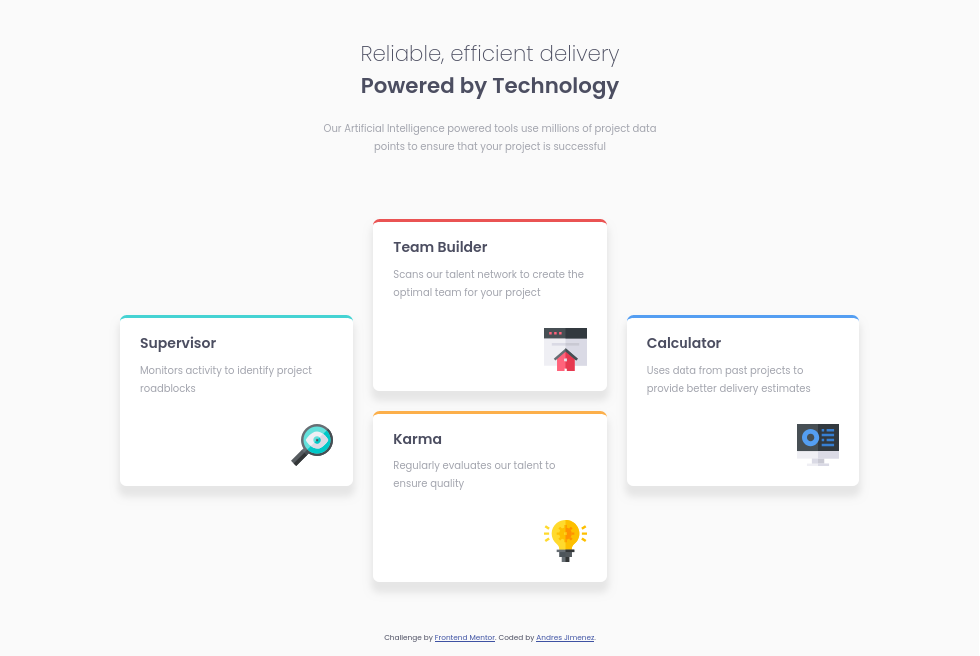 Reliable, efficient delivery
Powered by Technology
Our Artificial Intelligence powered tools use millions of project data
points to ensure that your project is successful
Team Builder
Scans our talent network to create the
optimal team for your project
Supervisor
Monitors activity to identify project
roadblocks
Calculator
Uses data from past projects to
provide better delivery estimates
Karma
Regularly evaluates our talent to
ensure quality
Challenge by Frontend Mentor. Coded by Andres Jimenez.